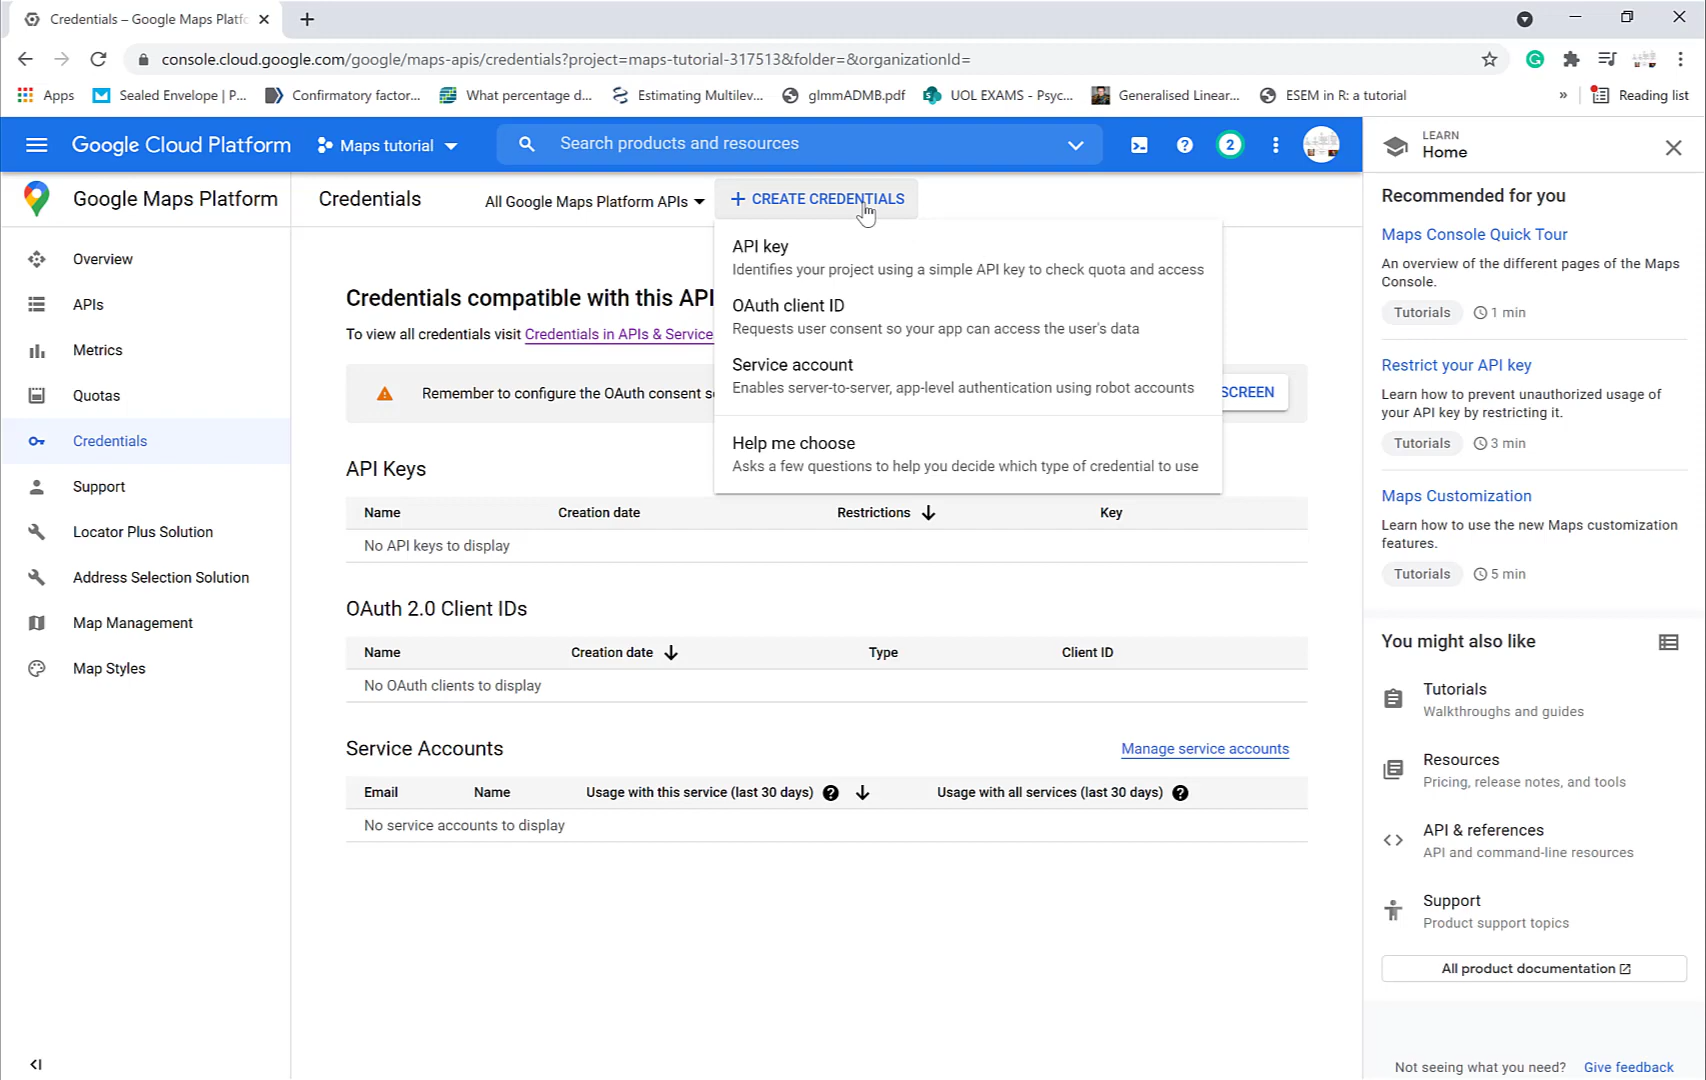 Credentials – Google Maps Platf
console.cloud.google.com/google/maps-apis/credentials?project=maps-tutorial-317513&folder=&organizationId=
Apps
Sealed Envelope | P...
Confirmatory factor...
What percentage d...
Estimating Multilev...
glmmADMB.pdf
UOL EXAMS - Psyc...
Generalised Linear...
ESEM in R: a tutorial
»
Reading list
Google Cloud Platform
Maps tutorial
Search products and resources
2
LEARN
Home
Google Maps Platform
Overview
APIs
Metrics
Quotas
Credentials
Support
Locator Plus Solution
Address Selection Solution
Map Management
Map Styles
Credentials
All Google Maps Platform APIs
+ CREATE CREDENTIALS
API key
Identifies your project using a simple API key to check quota and access
OAuth client ID
Requests user consent so your app can access the user's data
Service account
Enables server-to-server, app-level authentication using robot accounts
Help me choose
Asks a few questions to help you decide which type of credential to use
Credentials compatible with this API
To view all credentials visit Credentials in APIs & Service
Remember to configure the OAuth consent s
SCREEN
API Keys
Name Creation date Restrictions Key
No API keys to display
OAuth 2.0 Client IDs
Name Creation date Type Client ID
No OAuth clients to display
Service Accounts
Manage service accounts
Email Name Usage with this service (last 30 days) Usage with all services (last 30 days)
No service accounts to display
Recommended for you
Maps Console Quick Tour
An overview of the different pages of the Maps
Console.
Tutorials 1 min
Restrict your API key
Learn how to prevent unauthorized usage of
your API key by restricting it.
Tutorials 3 min
Maps Customization
Learn how to use the new Maps customization
features.
Tutorials 5 min
You might also like
Tutorials
Walkthroughs and guides
Resources
Pricing, release notes, and tools
API & references
API and command-line resources
Support
Product support topics
All product documentation
Not seeing what you need? Give feedback